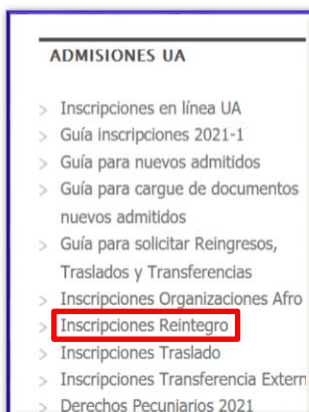 ADMISIONES UA
> Inscripciones en línea UA
> Guía inscripciones 2021-1
> Guía para nuevos admitidos
> Guía para cargue de documentos
nuevos admitidos
> Guía para solicitar Reingresos,
Traslados y Transferencias
> Inscripciones Organizaciones Afro
> Inscripciones Reintegro
> Inscripciones Traslado
> Inscripciones Transferencia Extern
> Derechos Pecuniarios 2021